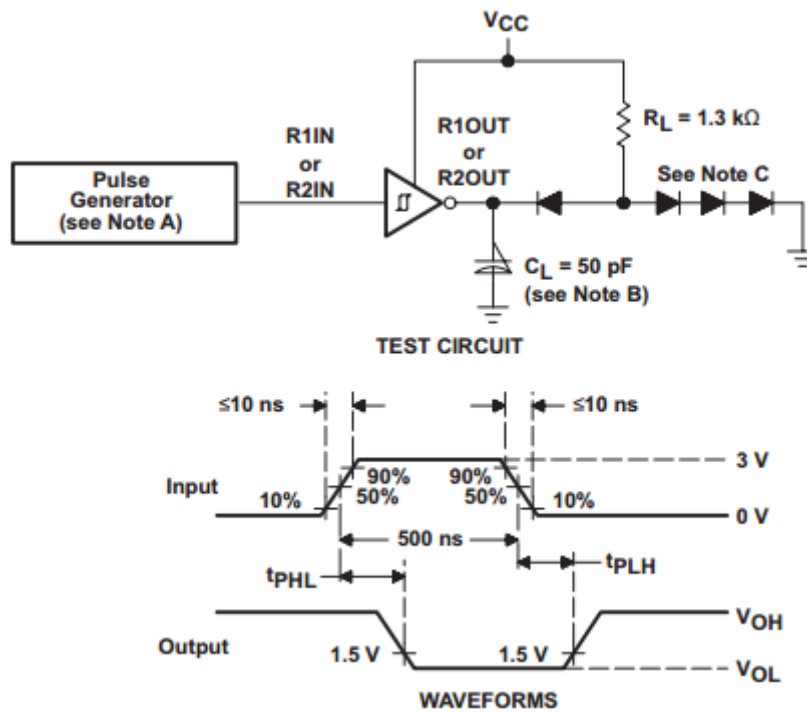 VCC
RL = 1.3 kΩ
R1IN
or
R2IN
R1OUT
or
R2OUT
See Note C
Pulse
Generator
(see Note A)
CL = 50 pF
(see Note B)
TEST CIRCUIT
≤10 ns
≤10 ns
Input
3 V
90%
90%
50%
50%
10%
10%
0 V
500 ns
tPHL
tPLH
Output
VOH
1.5 V
1.5 V
VOL
WAVEFORMS